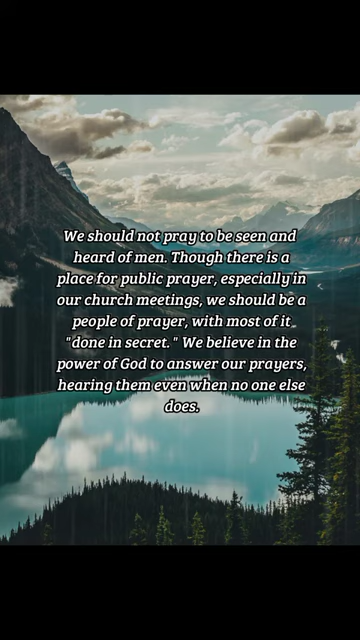 We should not pray to be seen and
heard of men. Though there is a
place for public prayer, especially in
our church meetings, we should be a
people of prayer, with most of it
"done in secret." We believe in the
power of God to answer our prayers,
hearing them even when no one else
does.